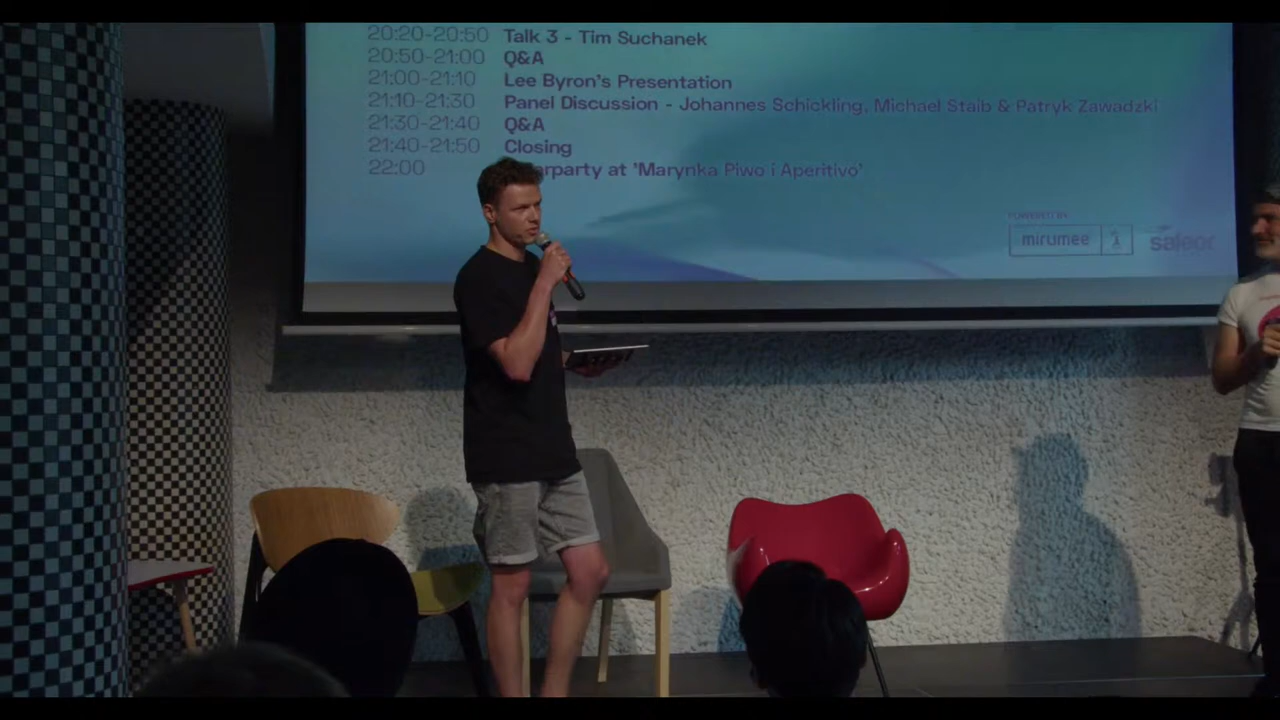 20:20-20:50 Talk 3 - Tim Suchanek
20:50-21:00 Q&A
21:00-21:10 Lee Byron's Presentation
21:10-21:30 Panel Discussion - Johannes Schickling, Michael Staib & Patryk Zawadzki
21:30-21:40 Q&A
21:40-21:50 Closing
22:00 rparty at 'Marynka Piwo i Aperitivo'
POWERED BY
mirumee
saleor